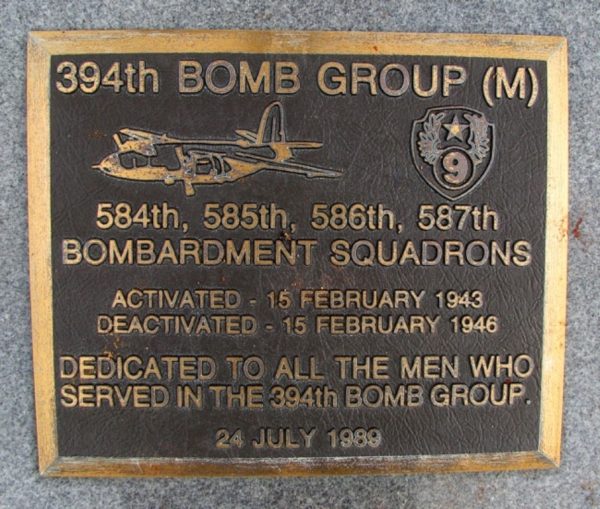 394th BOMB GROUP (M)
9
584th, 585th, 586th, 587th
BOMBARDMENT SQUADRONS
ACTIVATED - 15 FEBRUARY 1943
DEACTIVATED - 15 FEBRUARY 1946
DEDICATED TO ALL THE MEN WHO
SERVED IN THE 394th BOMB GROUP.
24 JULY 1989